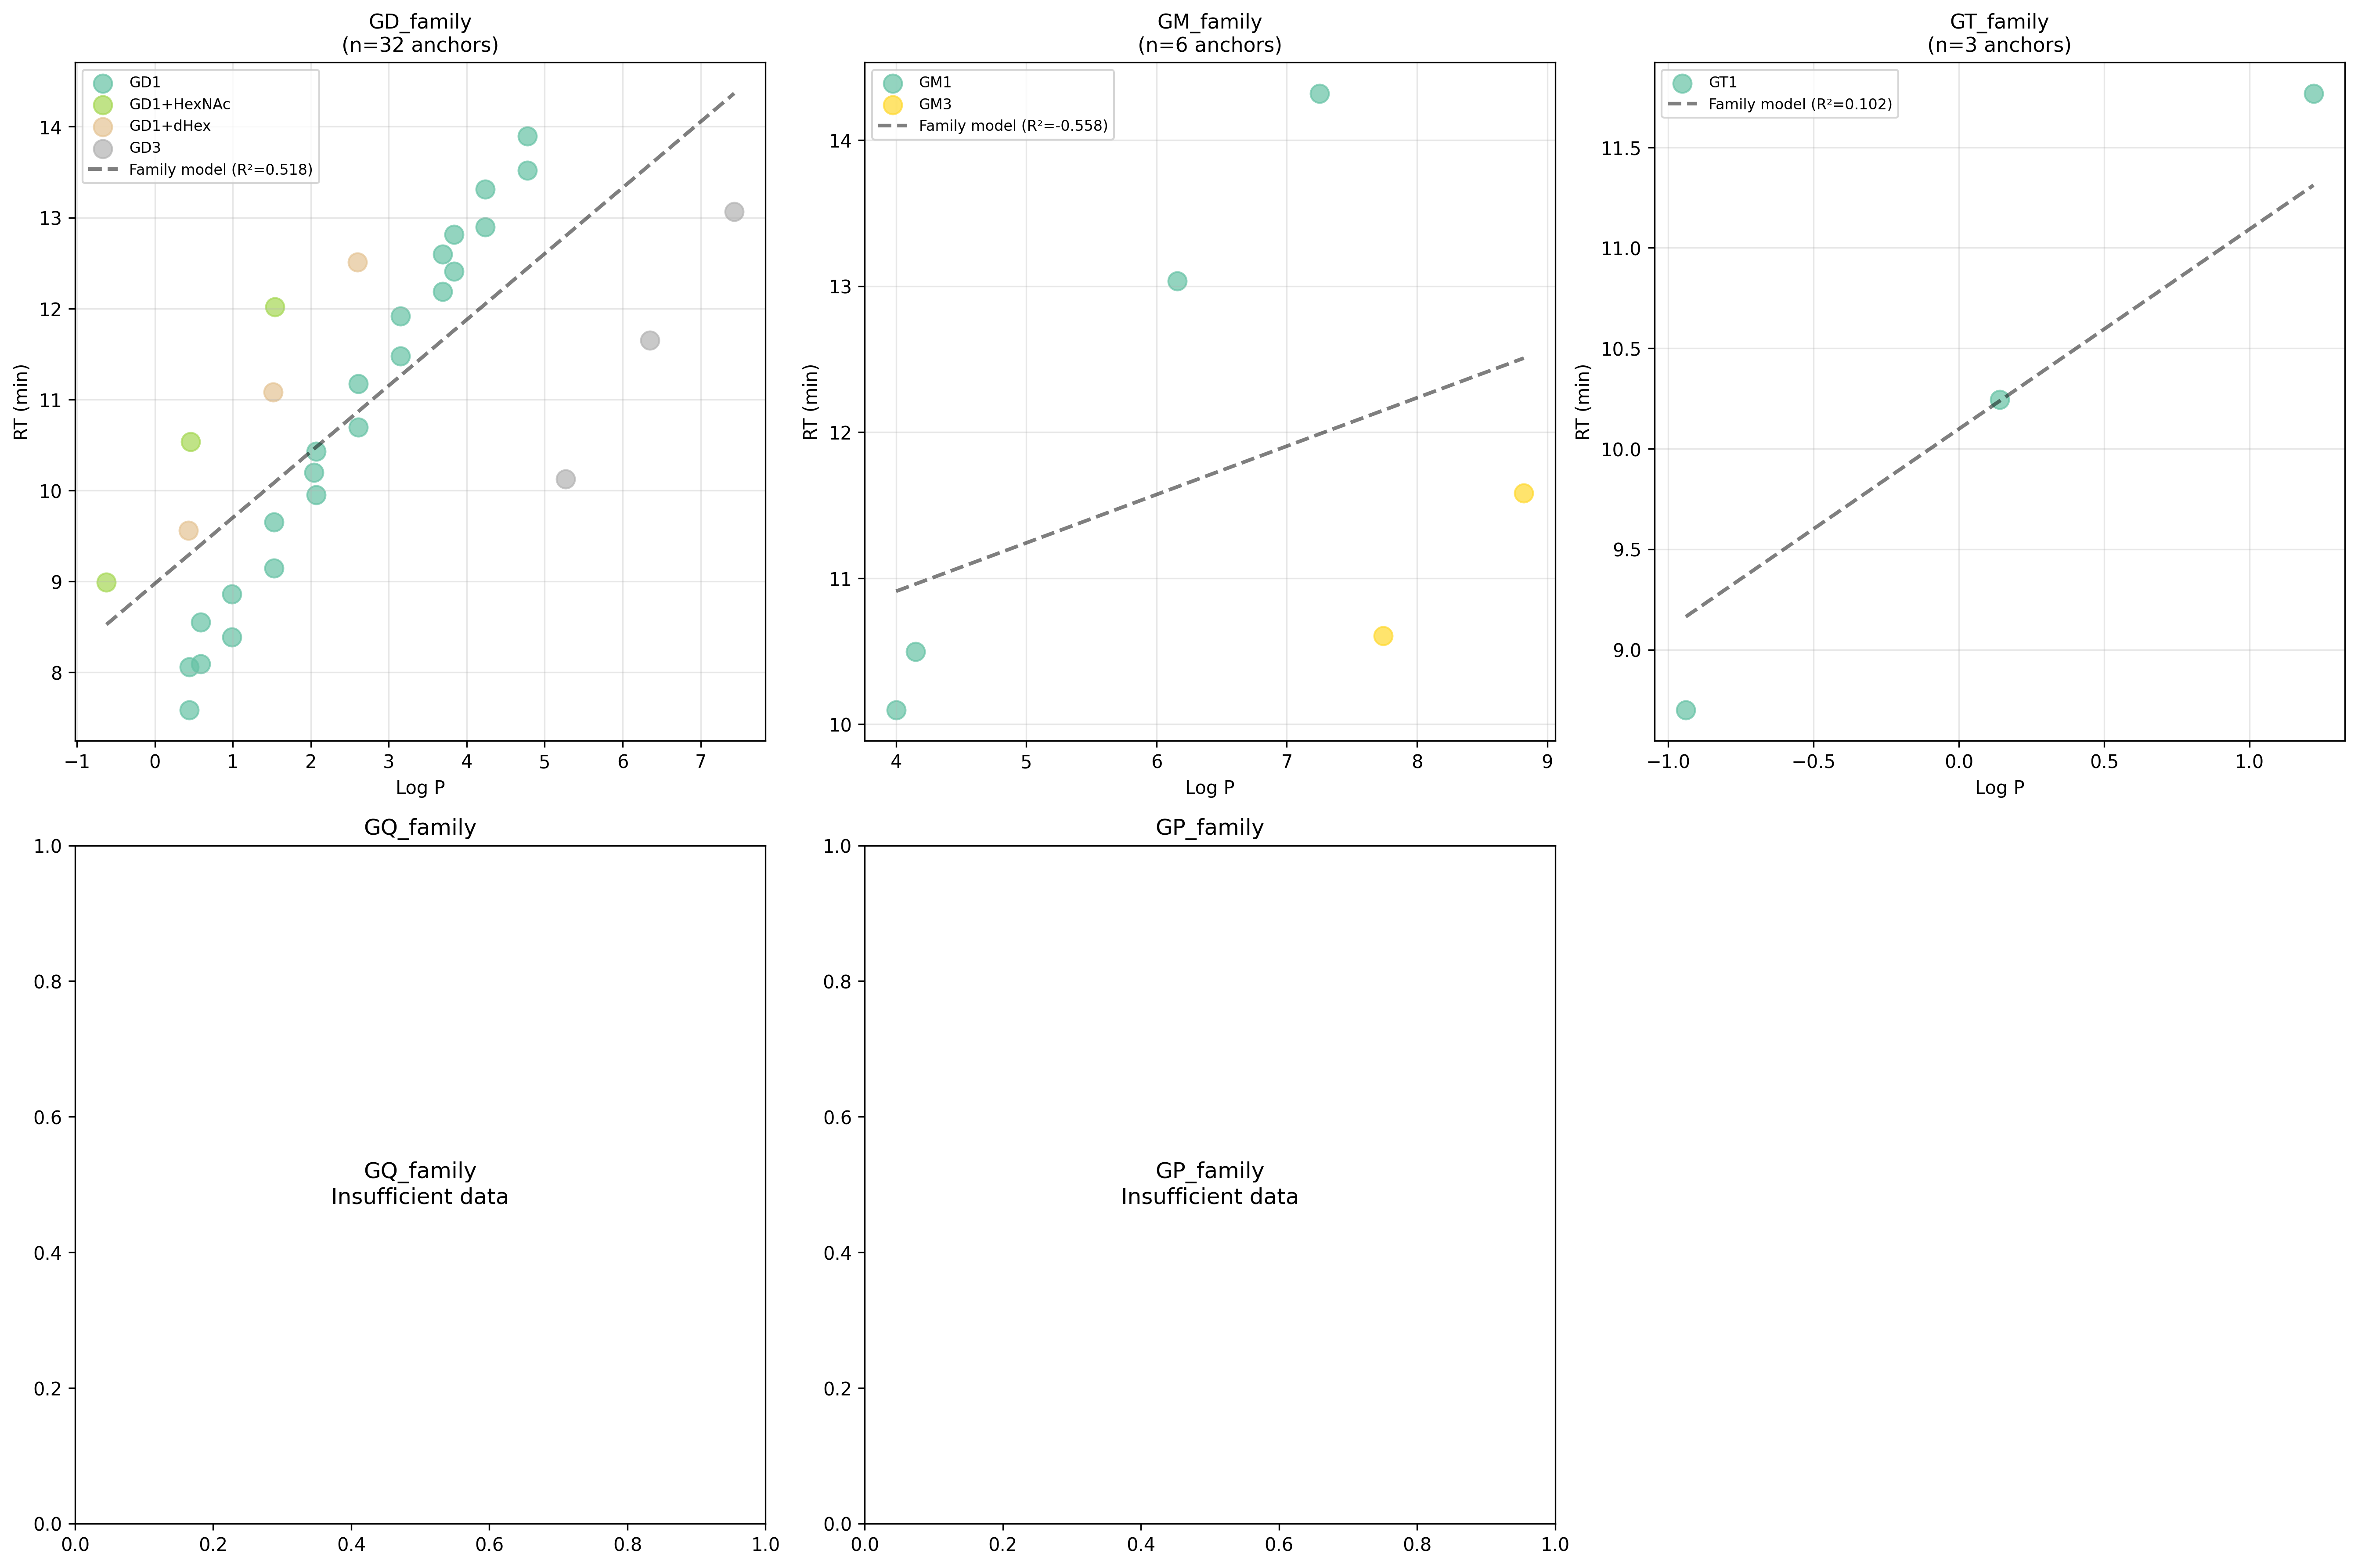 GD_family
(n=32 anchors)
GD1
GD1+HexNAc
GD1+dHex
GD3
Family model (R²=0.518)
RT (min)
14
13
12
11
10
9
8
−1
0
1
2
3
4
5
6
7
Log P
GM_family
(n=6 anchors)
GM1
GM3
Family model (R²=-0.558)
RT (min)
14
13
12
11
10
4
5
6
7
8
9
Log P
GT_family
(n=3 anchors)
GT1
Family model (R²=0.102)
RT (min)
11.5
11.0
10.5
10.0
9.5
9.0
−1.0
−0.5
0.0
0.5
1.0
Log P
GQ_family
1.0
0.8
0.6
0.4
0.2
0.0
GQ_family
Insufficient data
0.0
0.2
0.4
0.6
0.8
1.0
GP_family
1.0
0.8
0.6
0.4
0.2
0.0
GP_family
Insufficient data
0.0
0.2
0.4
0.6
0.8
1.0